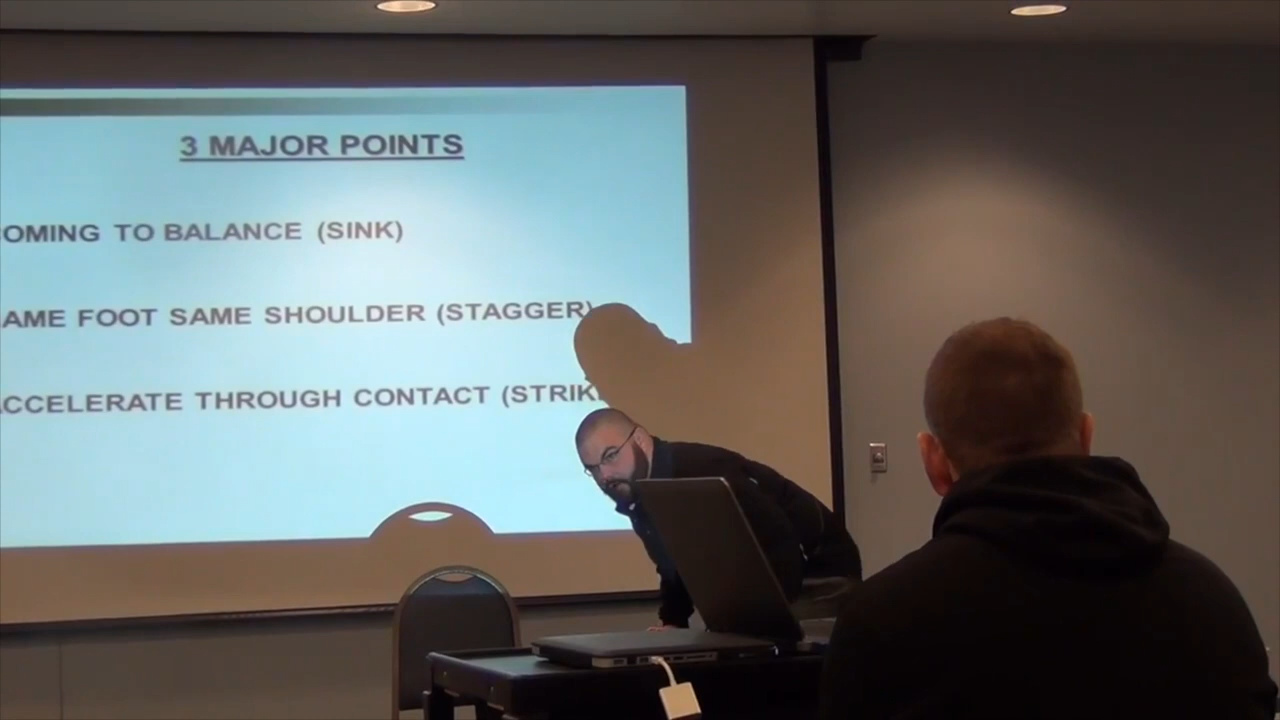 3 MAJOR POINTS
OMING TO BALANCE (SINK)
AME FOOT SAME SHOULDER (STAGGER)
CCELERATE THROUGH CONTACT (STRIK